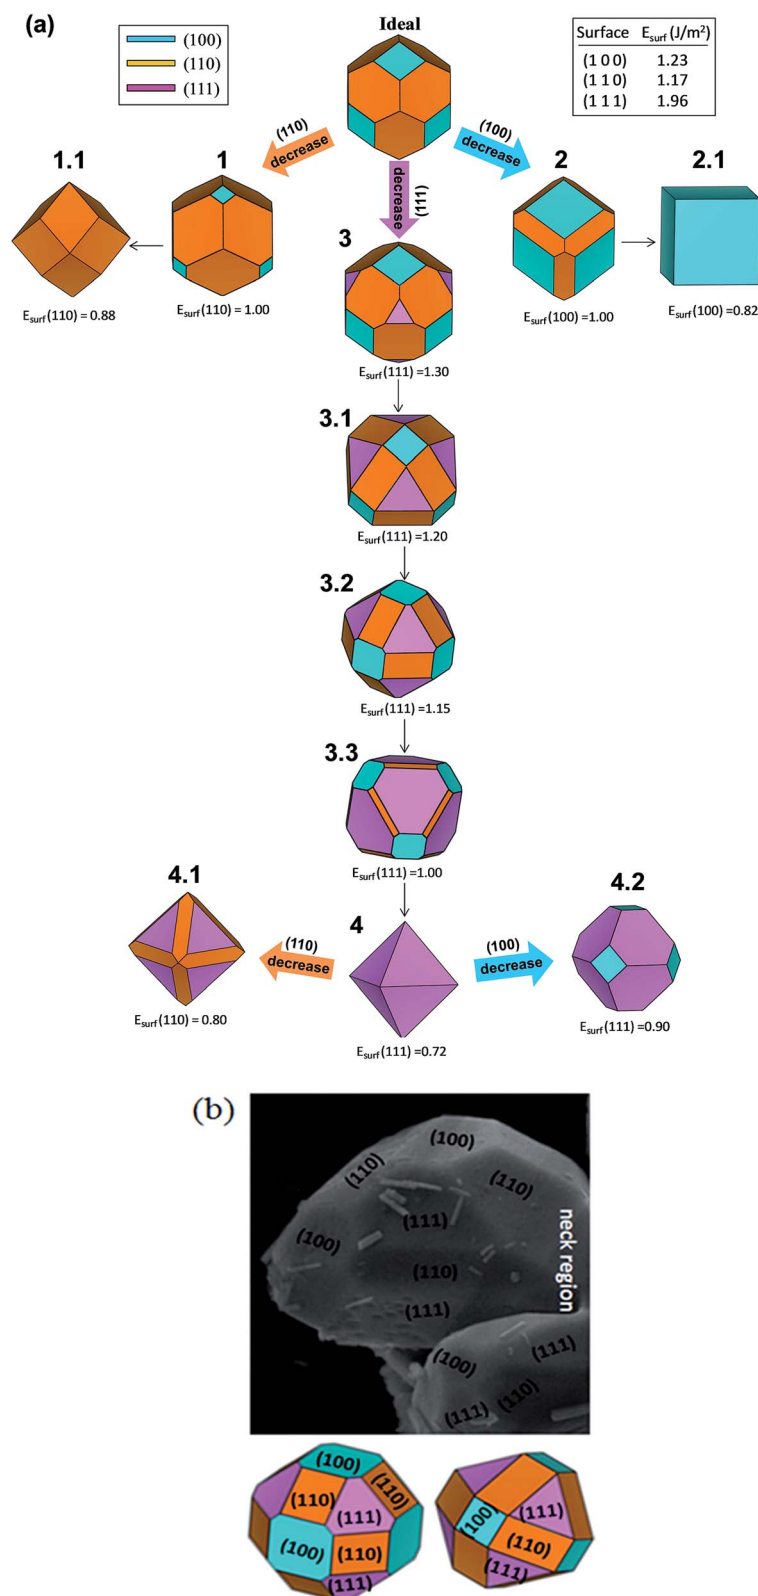 (a)
Ideal
(100)
(110)
(111)
Surface Esurf (J/m²)
(1 0 0) 1.23
(1 1 0) 1.17
(1 1 1) 1.96
(110)
decrease
(100)
decrease
decrease
(111)
1.1
1
2
2.1
3
Esurf(110) = 0.88
Esurf(110) = 1.00
Esurf(100) = 1.00
Esurf(100) = 0.82
Esurf(111) =1.30
3.1
Esurf(111) =1.20
3.2
Esurf(111) =1.15
3.3
Esurf(111) =1.00
4.1
4
4.2
(110)
decrease
(100)
decrease
Esurf(110) = 0.80
Esurf(111) =0.72
Esurf(111) =0.90
(b)
(100)
(110)
(110)
(111)
(100)
neck region
(110)
(111)
(100)
(111)
(110)
(111)
(100)
(110)
(110)
(111)
(100)
(110)
(111)
(111)
(100)
(110)
(111)